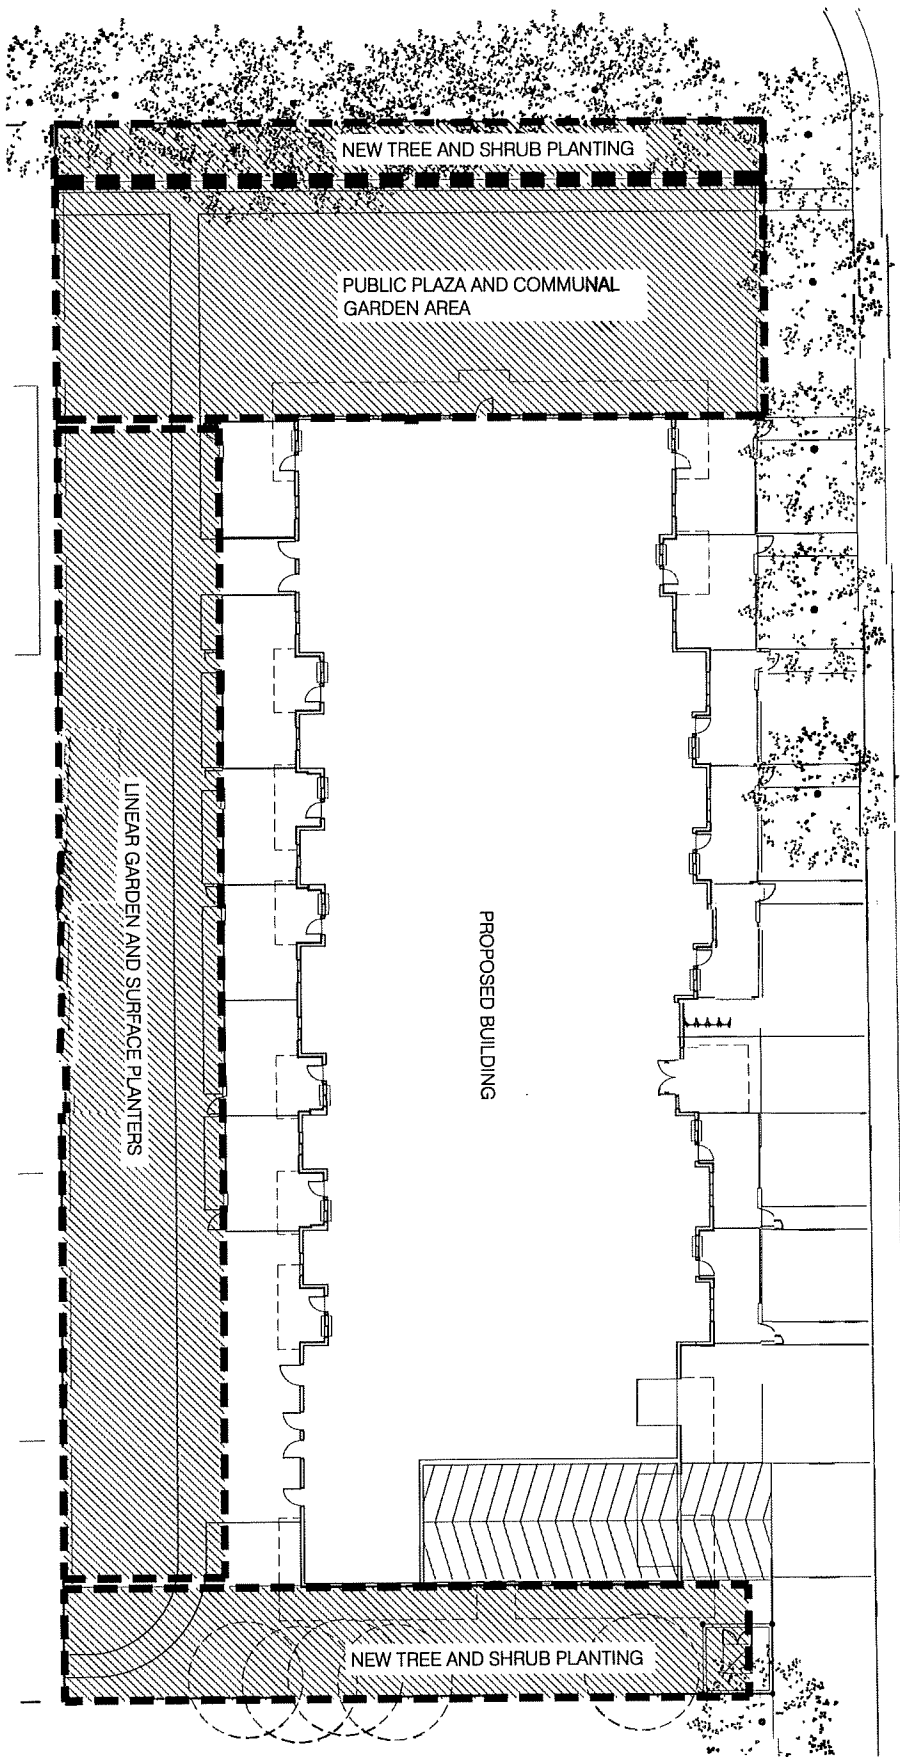 NEW TREE AND SHRUB PLANTING
PUBLIC PLAZA AND COMMUNAL
GARDEN AREA
LINEAR GARDEN AND SURFACE PLANTERS
PROPOSED BUILDING
NEW TREE AND SHRUB PLANTING